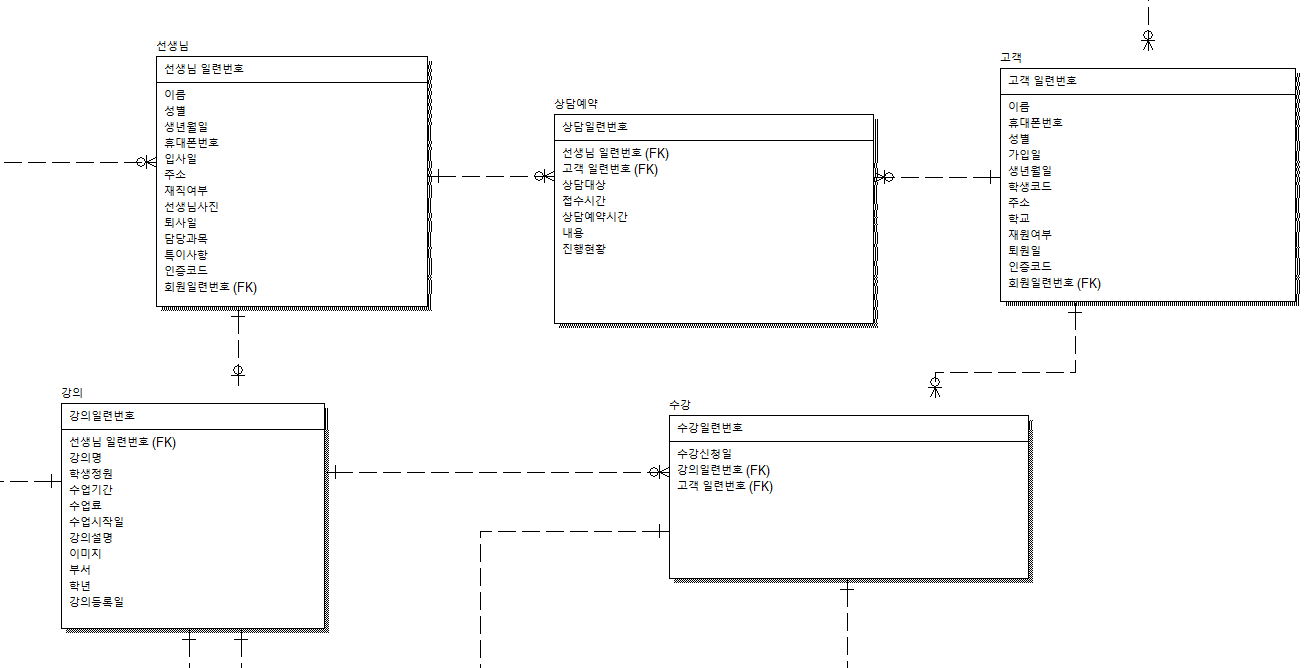 선생님
선생님 일련번호
이름
성별
생년월일
휴대폰번호
입사일
주소
재직여부
선생님사진
퇴사일
담당과목
특이사항
인증코드
회원일련번호 (FK)
상담예약
상담일련번호
선생님 일련번호 (FK)
고객 일련번호 (FK)
상담대상
접수시간
상담예약시간
내용
진행현황
고객
고객 일련번호
이름
휴대폰번호
성별
가입일
생년월일
학생코드
주소
학교
재원여부
퇴원일
인증코드
회원일련번호 (FK)
강의
강의일련번호
선생님 일련번호 (FK)
강의명
학생정원
수업기간
수업료
수업시작일
강의설명
이미지
부서
학년
강의등록일
수강
수강일련번호
수강신청일
강의일련번호 (FK)
고객 일련번호 (FK)